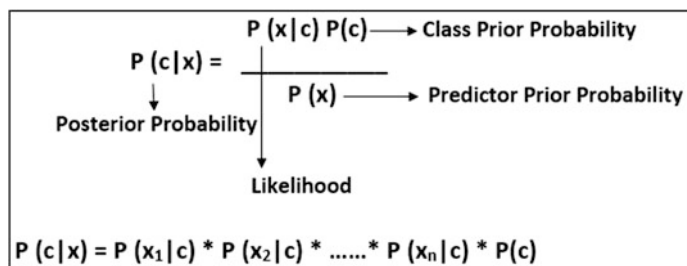 P (x|c) P(c) Class Prior Probability
P (c|x) =
P (x) Predictor Prior Probability
Posterior Probability
Likelihood
P (c|x) = P (x₁|c) * P (x₂|c) * ......* P (xₙ|c) * P(c)